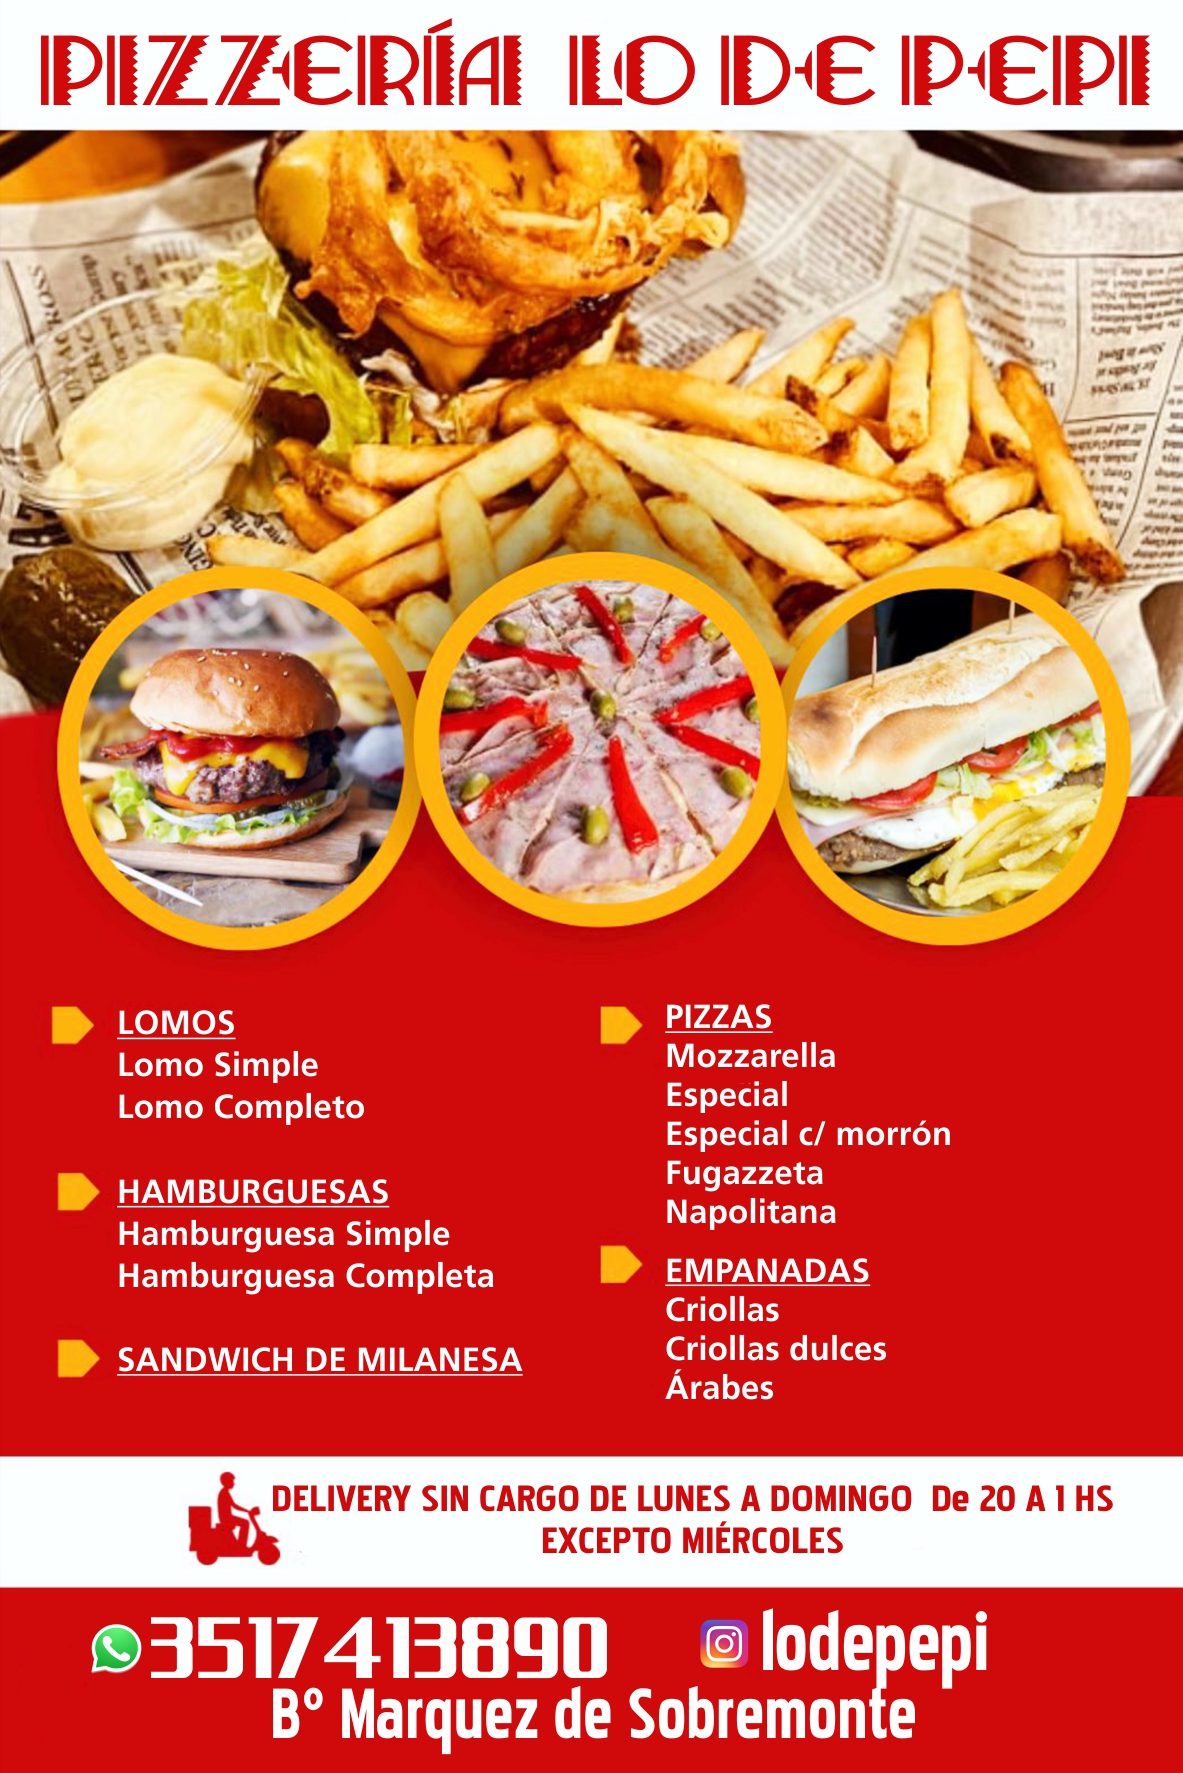 PIZZERÍA LO DE PEPI
LOMOS
Lomo Simple
Lomo Completo
HAMBURGUESAS
Hamburguesa Simple
Hamburguesa Completa
SANDWICH DE MILANESA
PIZZAS
Mozzarella
Especial
Especial c/ morrón
Fugazzeta
Napolitana
EMPANADAS
Criollas
Criollas dulces
Árabes
DELIVERY SIN CARGO DE LUNES A DOMINGO De 20 A 1 HS
EXCEPTO MIÉRCOLES
3517413890
lodepepi
Bº Marquez de Sobremonte